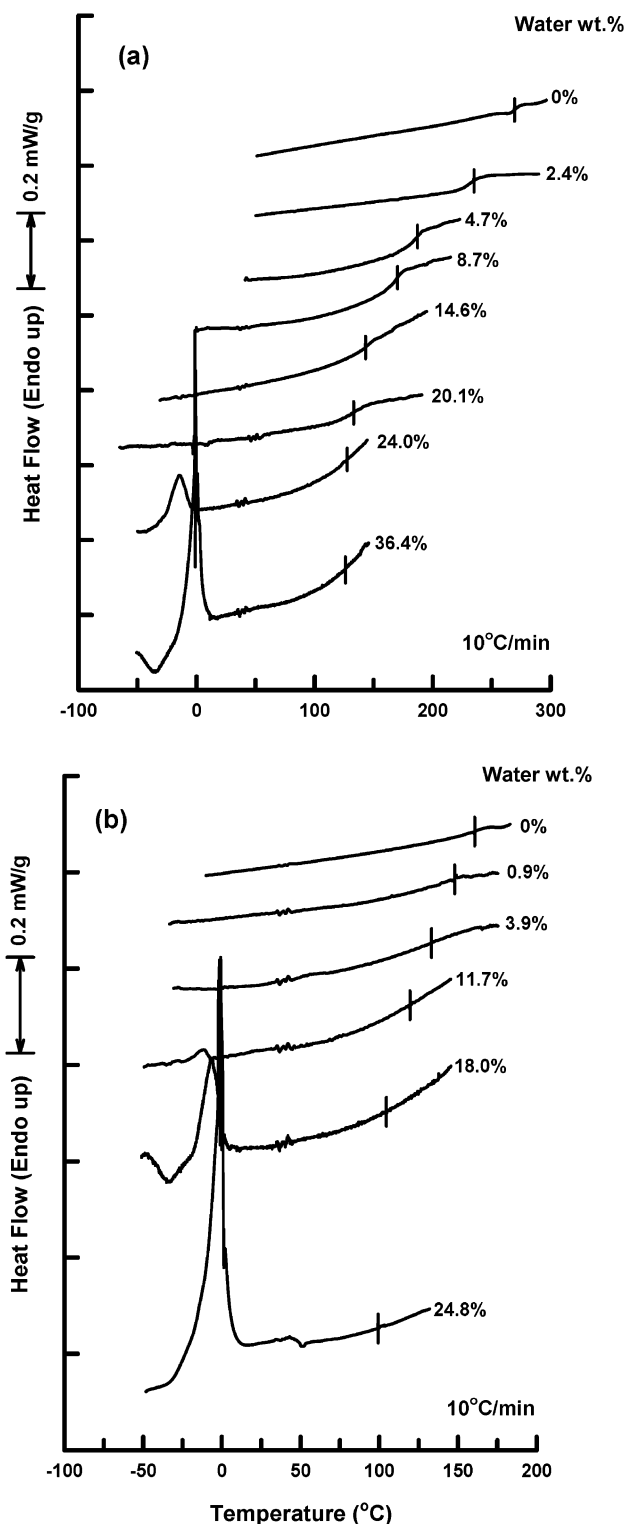 Water wt.%
(a)
0%
2.4%
4.7%
8.7%
14.6%
20.1%
24.0%
36.4%
10°C/min
Heat Flow (Endo up)
0.2 mW/g
-100 0 100 200 300
Water wt.%
(b)
0%
0.9%
3.9%
11.7%
18.0%
24.8%
10°C/min
Heat Flow (Endo up)
0.2 mW/g
-100 -50 0 50 100 150 200
Temperature (°C)